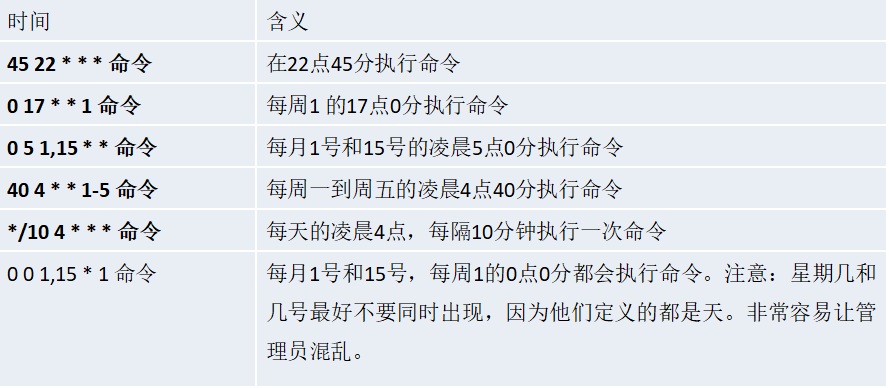 时间 含义
45 22 * * * 命令 在22点45分执行命令
0 17 * * 1 命令 每周1 的17点0分执行命令
0 5 1,15 * * 命令 每月1号和15号的凌晨5点0分执行命令
40 4 * * 1-5 命令 每周一到周五的凌晨4点40分执行命令
*/10 4 * * * 命令 每天的凌晨4点，每隔10分钟执行一次命令
0 0 1,15 * 1 命令 每月1号和15号，每周1的0点0分都会执行命令。注意：星期几和
几号最好不要同时出现，因为他们定义的都是天。非常容易让管
理员混乱。